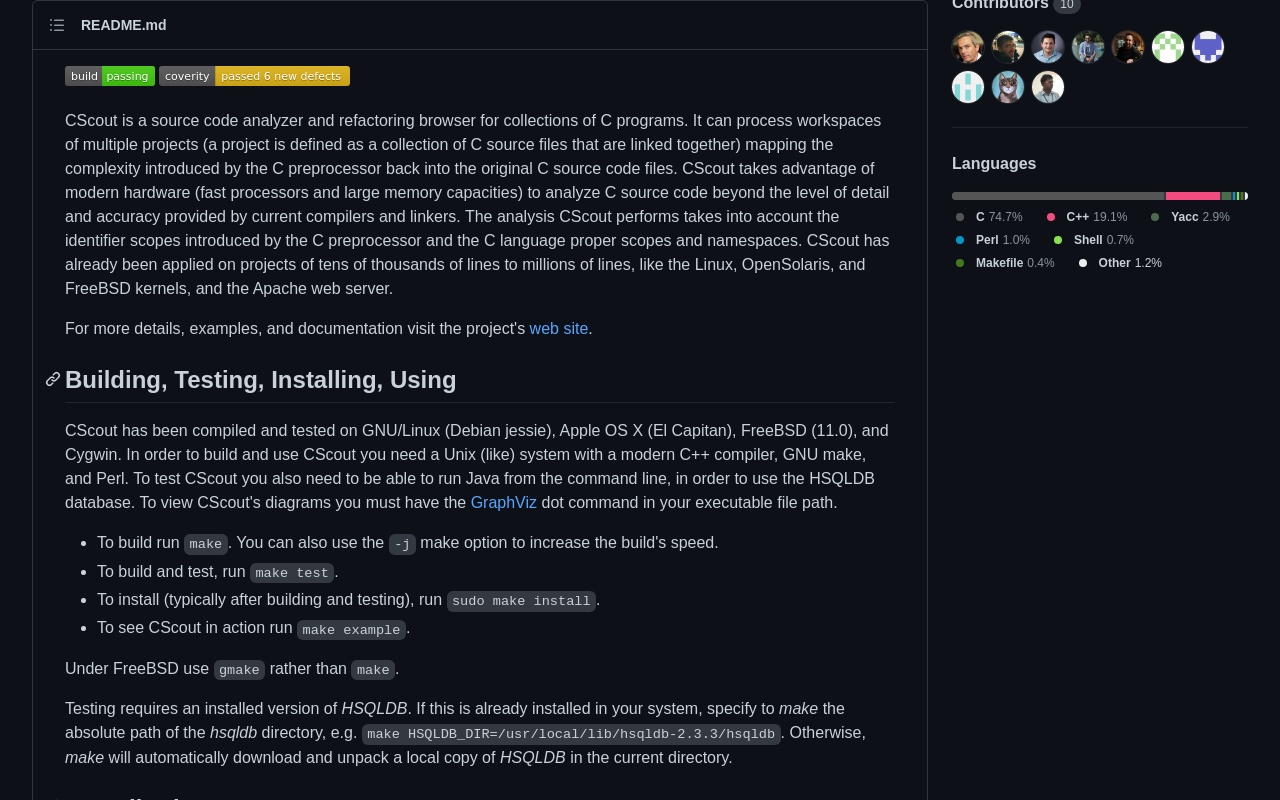 README.md
build passing coverity passed 6 new defects
CScout is a source code analyzer and refactoring browser for collections of C programs. It can process workspaces
of multiple projects (a project is defined as a collection of C source files that are linked together) mapping the
complexity introduced by the C preprocessor back into the original C source code files. CScout takes advantage of
modern hardware (fast processors and large memory capacities) to analyze C source code beyond the level of detail
and accuracy provided by current compilers and linkers. The analysis CScout performs takes into account the
identifier scopes introduced by the C preprocessor and the C language proper scopes and namespaces. CScout has
already been applied on projects of tens of thousands of lines to millions of lines, like the Linux, OpenSolaris, and
FreeBSD kernels, and the Apache web server.
For more details, examples, and documentation visit the project's web site.
Building, Testing, Installing, Using
CScout has been compiled and tested on GNU/Linux (Debian jessie), Apple OS X (El Capitan), FreeBSD (11.0), and
Cygwin. In order to build and use CScout you need a Unix (like) system with a modern C++ compiler, GNU make,
and Perl. To test CScout you also need to be able to run Java from the command line, in order to use the HSQLDB
database. To view CScout's diagrams you must have the GraphViz dot command in your executable file path.
• To build run make. You can also use the -j make option to increase the build's speed.
• To build and test, run make test.
• To install (typically after building and testing), run sudo make install.
• To see CScout in action run make example.
Under FreeBSD use gmake rather than make.
Testing requires an installed version of HSQLDB. If this is already installed in your system, specify to make the
absolute path of the hsqldb directory, e.g. make HSQLDB_DIR=/usr/local/lib/hsqldb-2.3.3/hsqldb. Otherwise,
make will automatically download and unpack a local copy of HSQLDB in the current directory.
Contributors 10
Languages
C 74.7% C++ 19.1% Yacc 2.9%
Perl 1.0% Shell 0.7%
Makefile 0.4% Other 1.2%